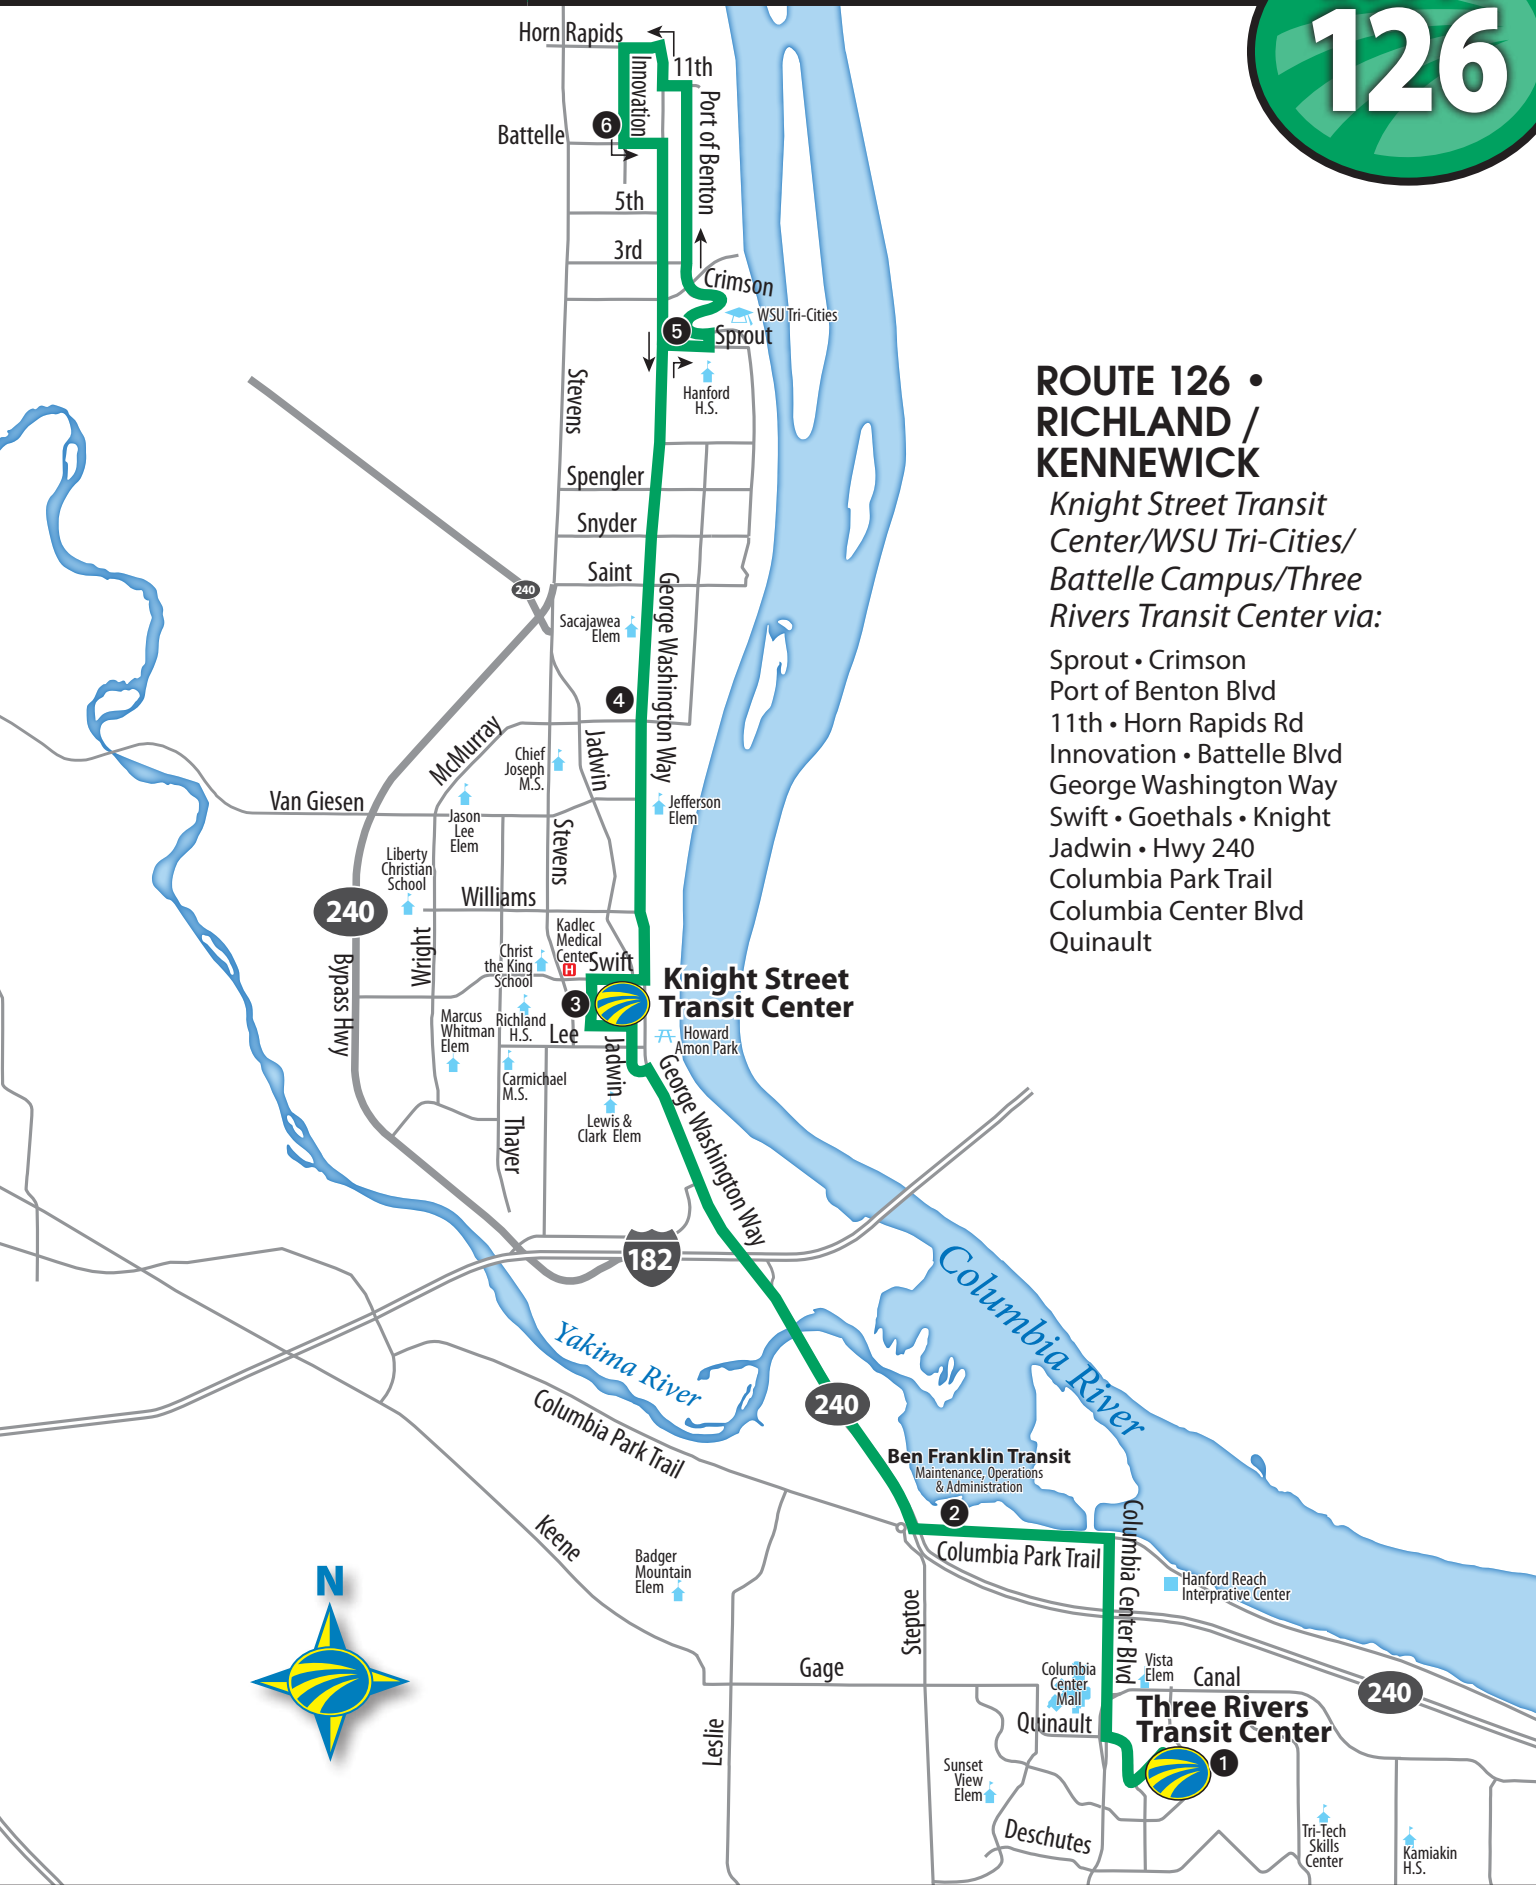 126
ROUTE 126 •
RICHLAND /
KENNEWICK
Knight Street Transit
Center/WSU Tri-Cities/
Battelle Campus/Three
Rivers Transit Center via:
Sprout • Crimson
Port of Benton Blvd
11th • Horn Rapids Rd
Innovation • Battelle Blvd
George Washington Way
Swift • Goethals • Knight
Jadwin • Hwy 240
Columbia Park Trail
Columbia Center Blvd
Quinault
Horn Rapids
11th
Innovation
Port of Benton
6
Battelle
5th
3rd
Crimson
WSU Tri-Cities
5
Sprout
Hanford
H.S.
Stevens
Spengler
Snyder
Saint
240
Sacajawea
Elem
George Washington Way
4
McMurray
Chief
Joseph
M.S.
Jadwin
Van Giesen
Jason
Lee
Elem
Jefferson
Elem
Stevens
Liberty
Christian
School
Williams
240
Kadlec
Medical
Center
H
Wright
Christ
the King
School
Swift
Knight Street
Transit Center
3
Bypass Hwy
Marcus
Whitman
Elem
Richland
H.S.
Lee
Howard
Amon Park
Jadwin
Carmichael
M.S.
Lewis &
Clark Elem
Thayer
George Washington Way
182
Columbia River
Yakima River
240
Columbia Park Trail
Ben Franklin Transit
Maintenance, Operations
& Administration
2
Columbia Park Trail
Columbia Center Blvd
Keene
Badger
Mountain
Elem
Hanford Reach
Interprative Center
Steptoe
N
Gage
Columbia
Center
Mall
Vista
Elem
Canal
240
Quinault
Three Rivers
Transit Center
1
Leslie
Sunset
View
Elem
Deschutes
Tri-Tech
Skills
Center
Kamiakin
H.S.